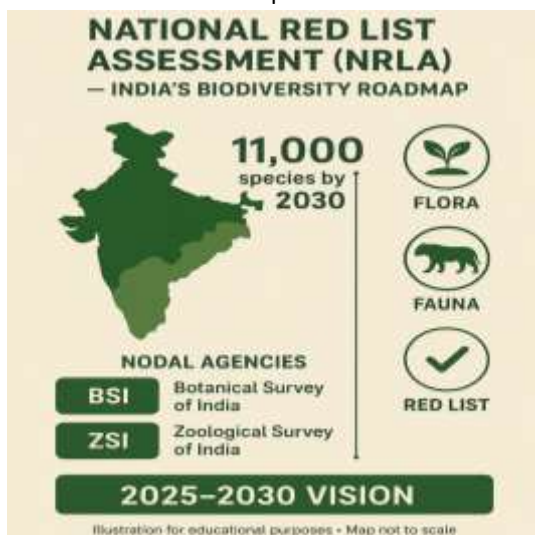 NATIONAL RED LIST
ASSESSMENT (NRLA)
— INDIA'S BIODIVERSITY ROADMAP
11,000
species by
2030
FLORA
FAUNA
RED LIST
NODAL AGENCIES
BSI
Botanical Survey
of India
ZSI
Zoological Survey
of India
2025–2030 VISION
Illustration for educational purposes • Map not to scale